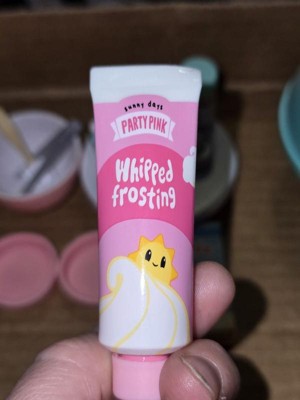 sunny days
PARTY PINK
Whipped
frosting